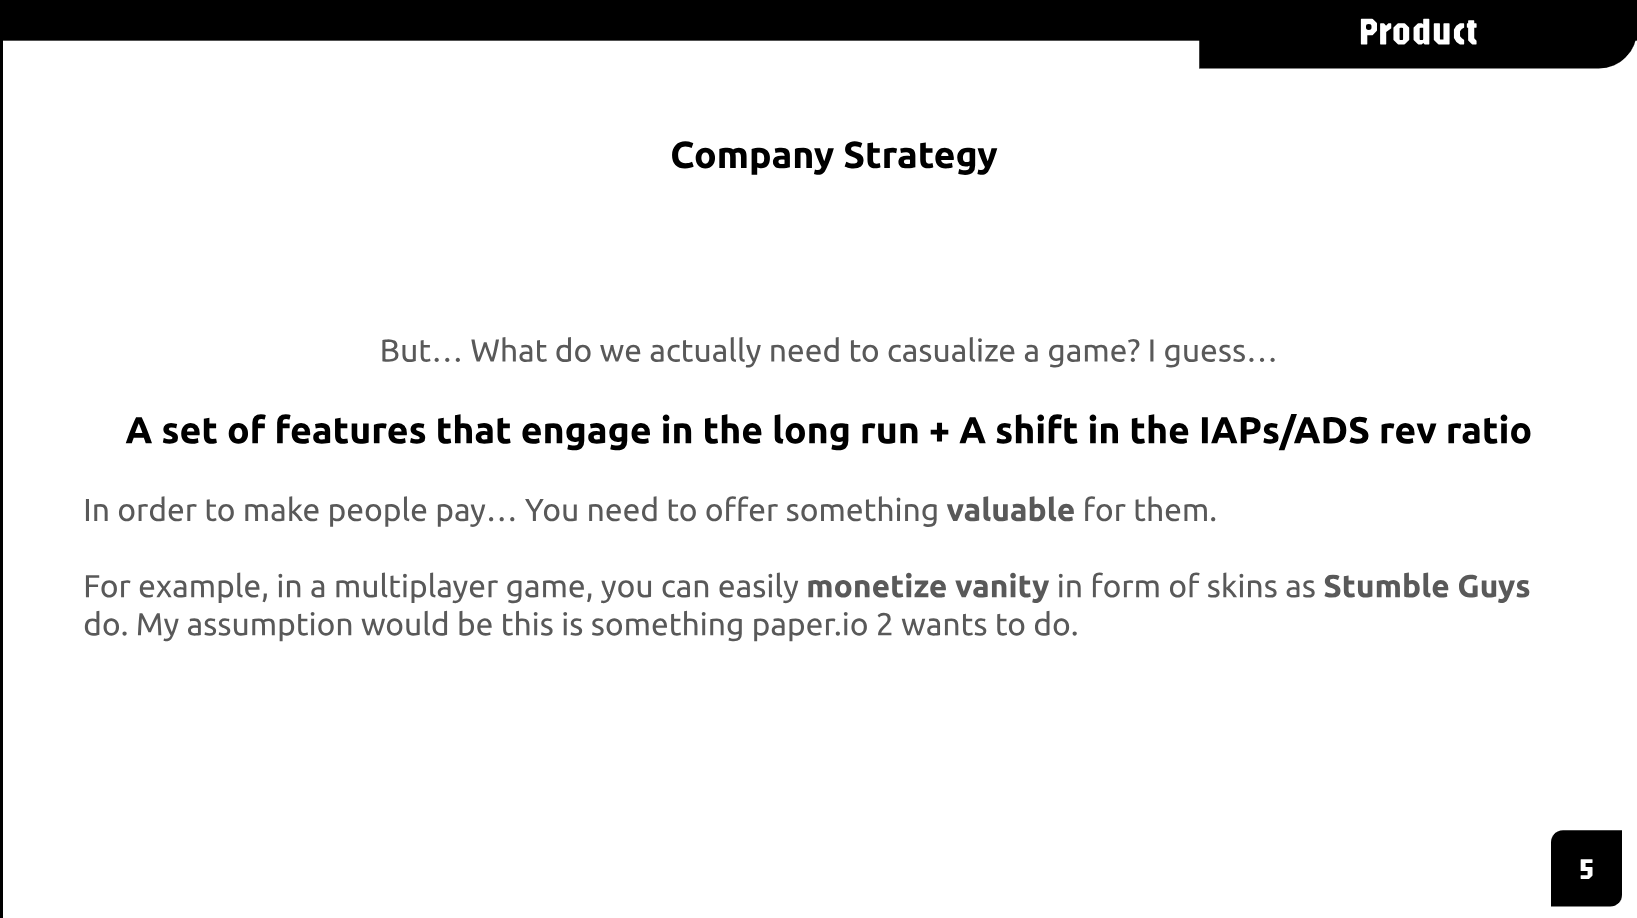 Product
Company Strategy
But… What do we actually need to casualize a game? I guess…
A set of features that engage in the long run + A shift in the IAPs/ADS rev ratio
In order to make people pay… You need to offer something valuable for them.
For example, in a multiplayer game, you can easily monetize vanity in form of skins as Stumble Guys
do. My assumption would be this is something paper.io 2 wants to do.
5